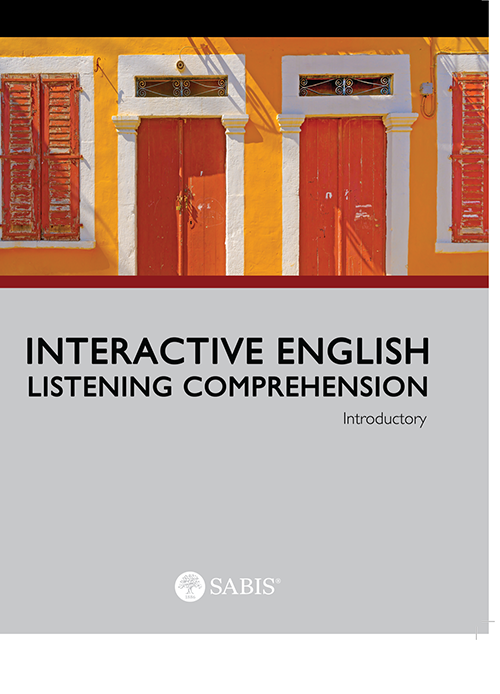 INTERACTIVE ENGLISH
LISTENING COMPREHENSION
Introductory
SABIS®